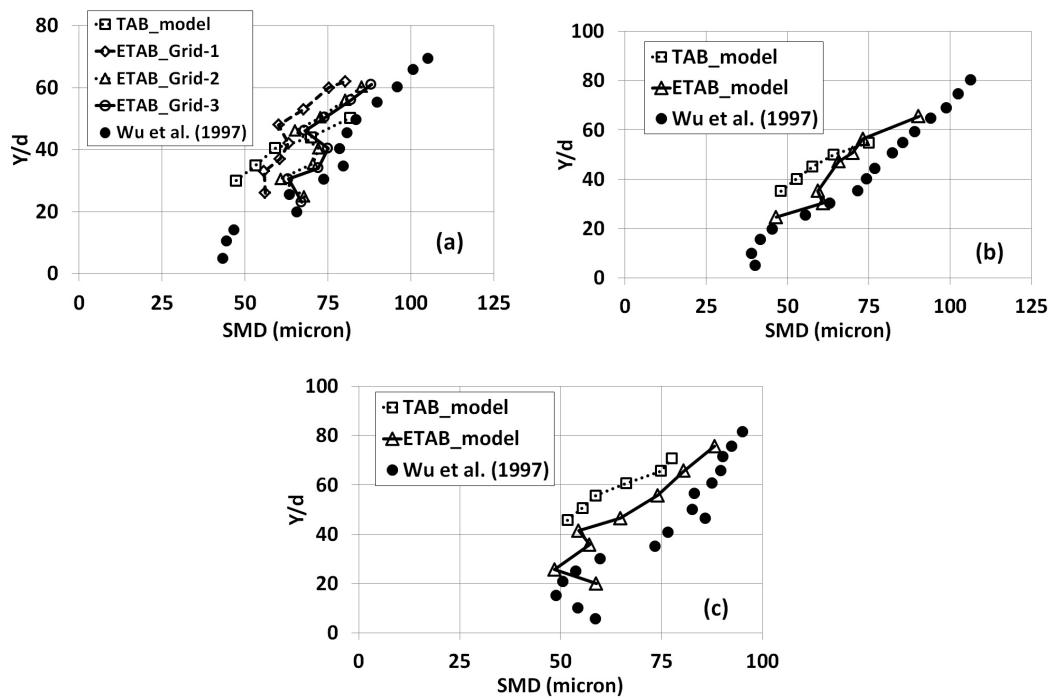 80
60
40
20
0
Y/d
TAB_model
ETAB_Grid-1
ETAB_Grid-2
ETAB_Grid-3
Wu et al. (1997)
(a)
0 25 50 75 100 125
SMD (micron)
100
80
60
40
20
0
Y/d
TAB_model
ETAB_model
Wu et al. (1997)
(b)
0 25 50 75 100 125
SMD (micron)
100
80
60
40
20
0
Y/d
TAB_model
ETAB_model
Wu et al. (1997)
(c)
0 25 50 75 100
SMD (micron)